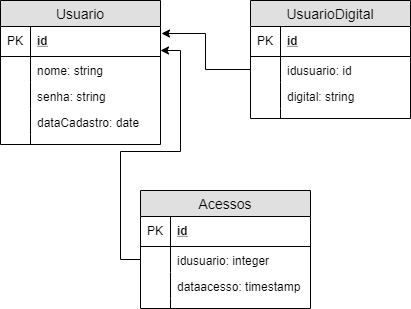 Usuario
PK id
nome: string
senha: string
dataCadastro: date
UsuarioDigital
PK id
idusuario: id
digital: string
Acessos
PK id
idusuario: integer
dataacesso: timestamp